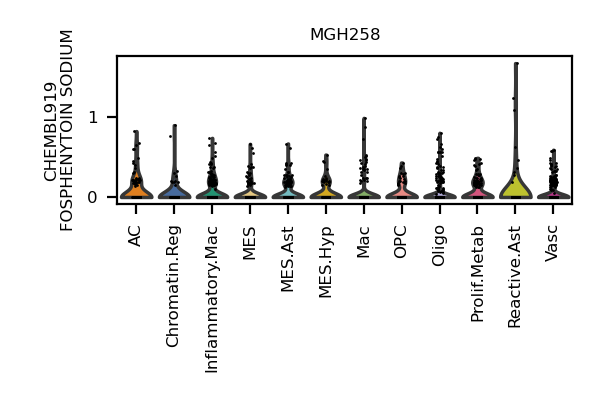 MGH258
CHEMBL919
FOSPHENYTOIN SODIUM
1
0
AC
Chromatin.Reg
Inflammatory.Mac
MES
MES.Ast
MES.Hyp
Mac
OPC
Oligo
Prolif.Metab
Reactive.Ast
Vasc